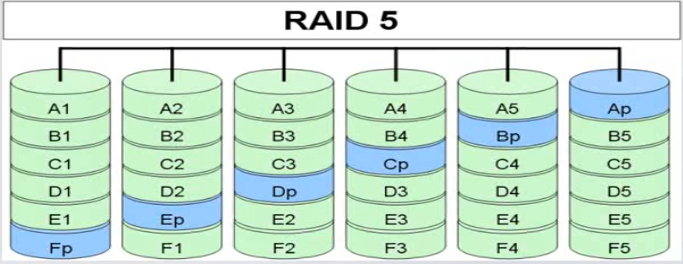 RAID 5
A1 A2 A3 A4 A5 Ap
B1 B2 B3 B4 Bp B5
C1 C2 C3 Cp C4 C5
D1 D2 Dp D3 D4 D5
E1 Ep E2 E3 E4 E5
Fp F1 F2 F3 F4 F5